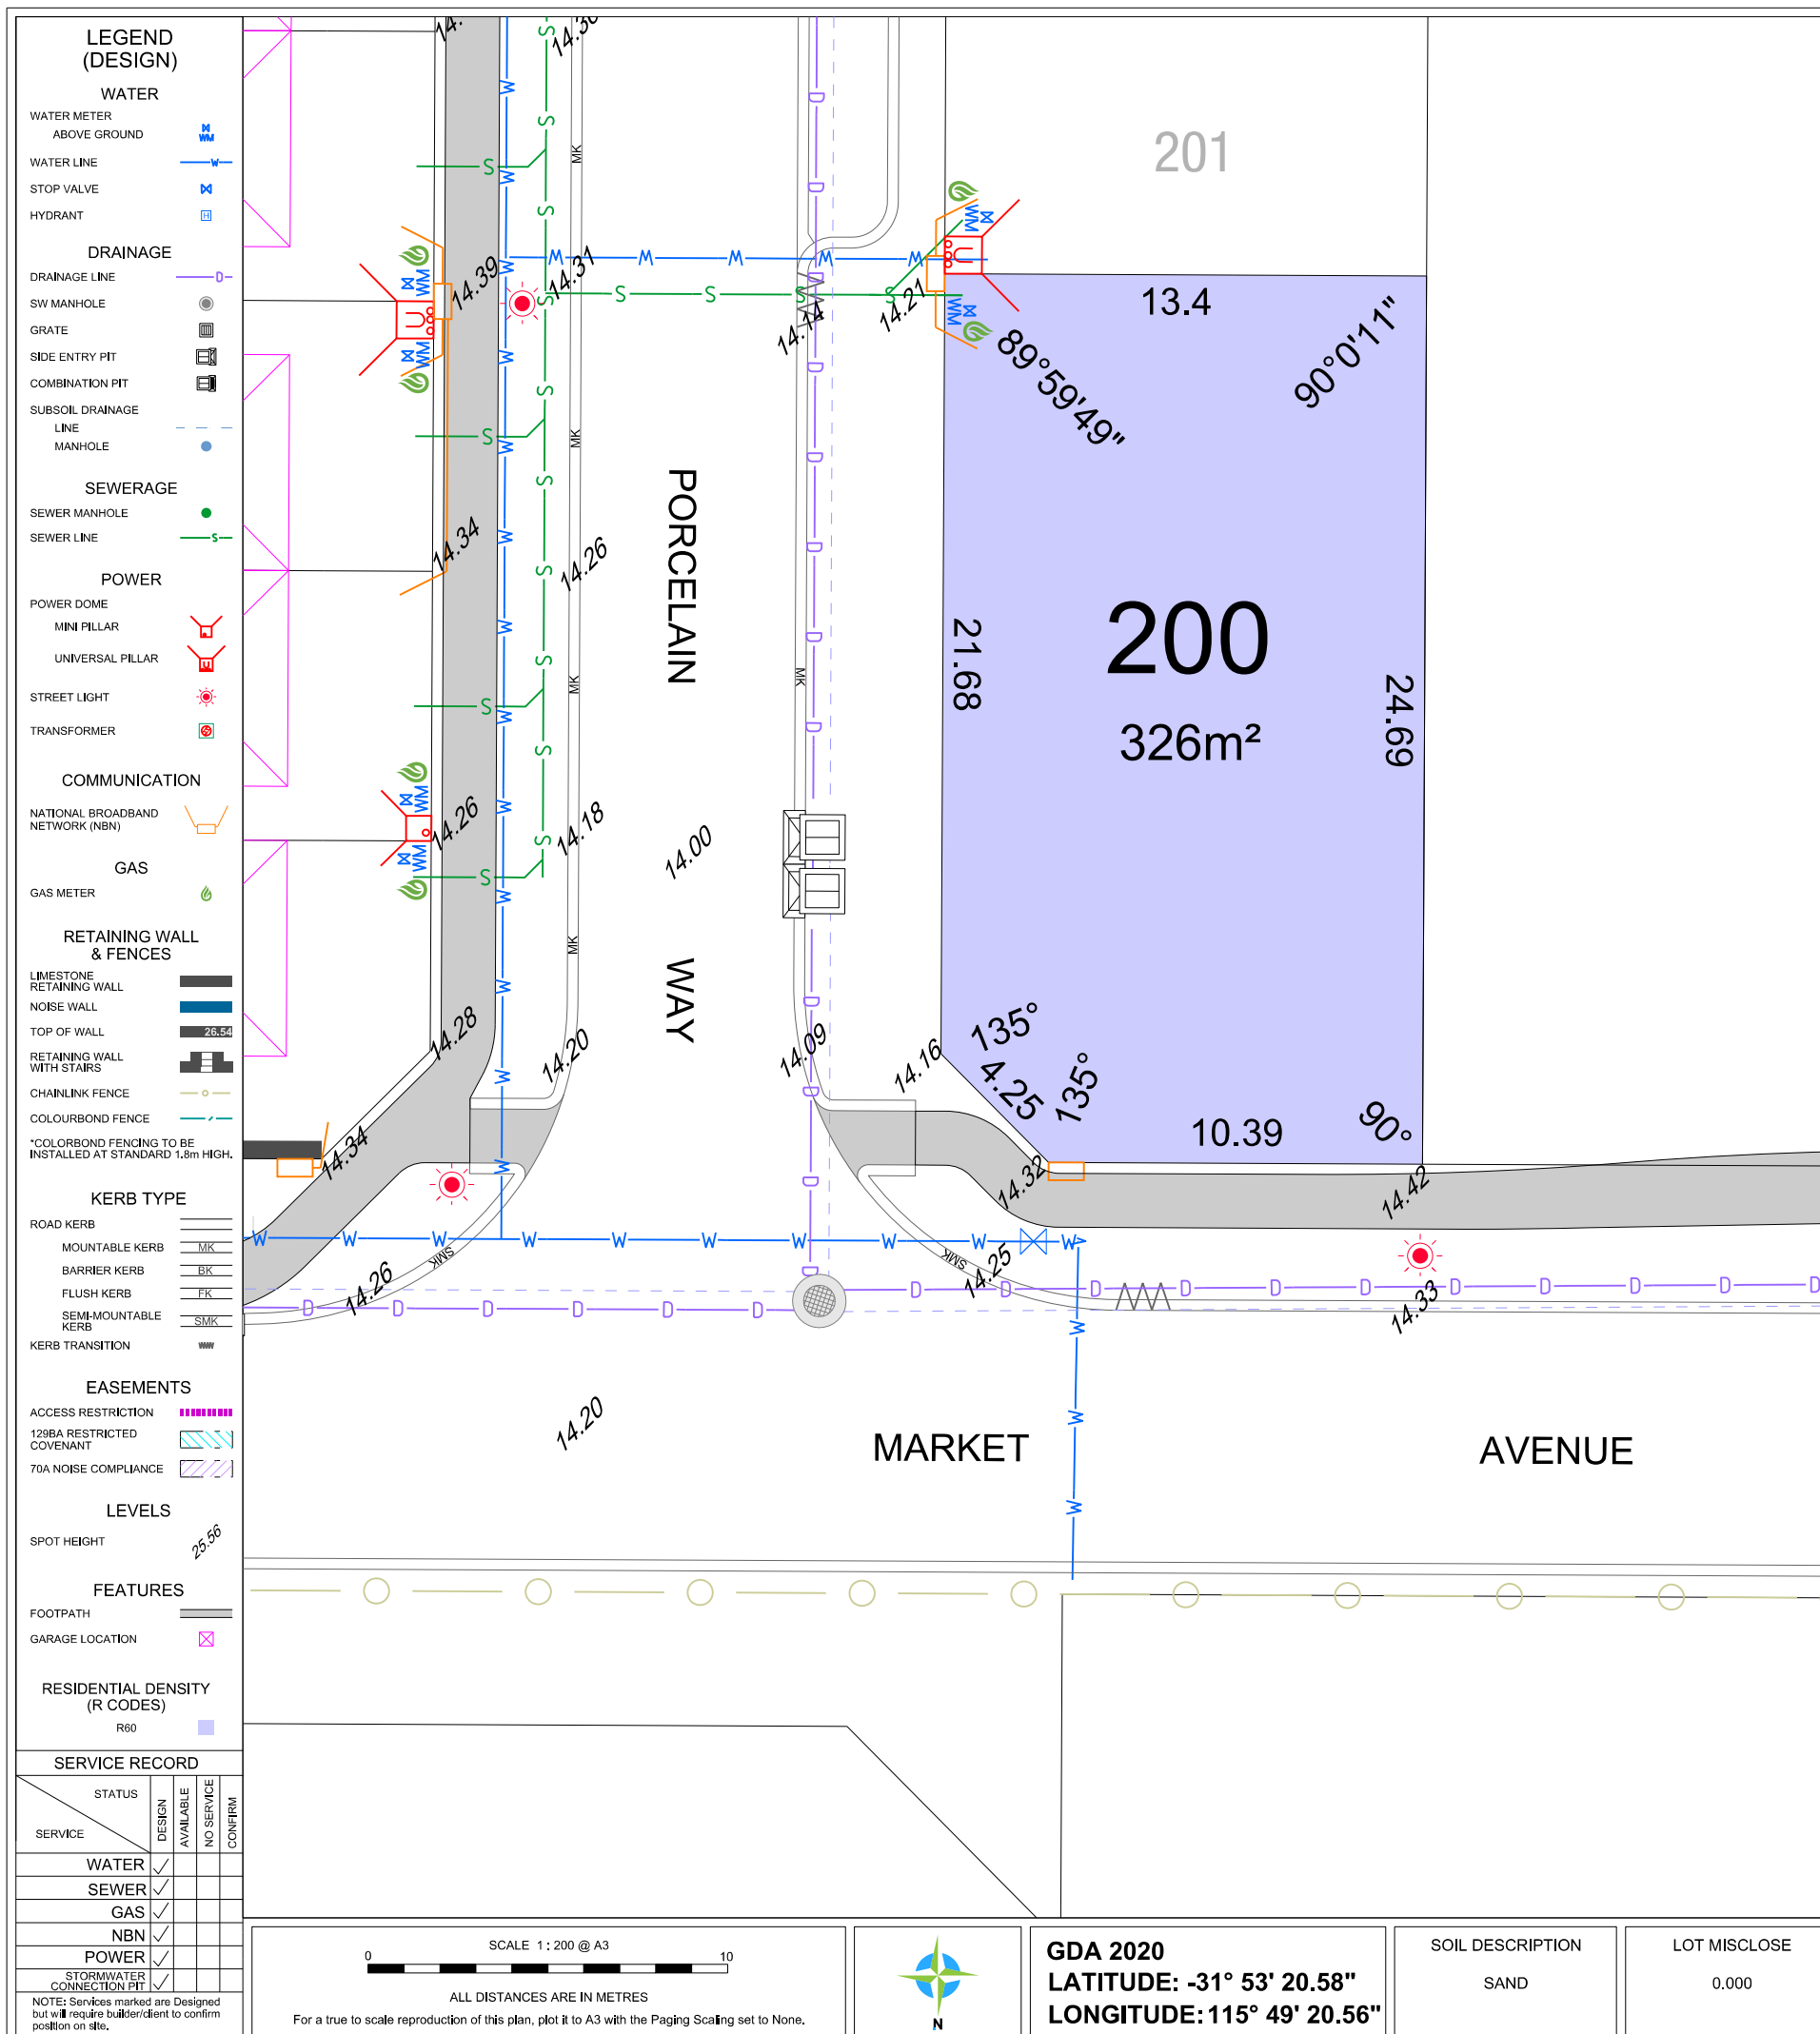 LEGEND
(DESIGN)
WATER
WATER METER
ABOVE GROUND
WM
WATER LINE
W
STOP VALVE
HYDRANT
H
DRAINAGE
DRAINAGE LINE
D
SW MANHOLE
GRATE
SIDE ENTRY PIT
COMBINATION PIT
SUBSOIL DRAINAGE
LINE
MANHOLE
SEWERAGE
SEWER MANHOLE
SEWER LINE
S
POWER
POWER DOME
MINI PILLAR
UNIVERSAL PILLAR
U
STREET LIGHT
TRANSFORMER
COMMUNICATION
NATIONAL BROADBAND
NETWORK (NBN)
GAS
GAS METER
RETAINING WALL
& FENCES
LIMESTONE
RETAINING WALL
NOISE WALL
TOP OF WALL
26.54
RETAINING WALL
WITH STAIRS
CHAINLINK FENCE
COLOURBOND FENCE
*COLORBOND FENCING TO BE
INSTALLED AT STANDARD 1.8m HIGH.
KERB TYPE
ROAD KERB
MOUNTABLE KERB
MK
BARRIER KERB
BK
FLUSH KERB
FK
SEMI-MOUNTABLE
KERB
SMK
KERB TRANSITION
EASEMENTS
ACCESS RESTRICTION
129BA RESTRICTED
COVENANT
70A NOISE COMPLIANCE
LEVELS
SPOT HEIGHT
25.56
FEATURES
FOOTPATH
GARAGE LOCATION
RESIDENTIAL DENSITY
(R CODES)
R60
SERVICE RECORD
STATUS
SERVICE
DESIGN
AVAILABLE
NO SERVICE
CONFIRM
WATER
SEWER
GAS
NBN
POWER
STORMWATER
CONNECTION PIT
NOTE: Services marked are Designed
but will require builder/client to confirm
position on site.
201
13.4
89°59'49"
90°0'11"
200
326m²
21.68
24.69
135°
4.25
135°
10.39
90°
PORCELAIN
WAY
MARKET
AVENUE
14.39
14.31
14.14
14.21
14.34
14.26
14.26
14.18
14.00
14.28
14.20
14.09
14.16
14.34
14.32
14.42
14.26
14.25
14.33
14.20
MK
MK
MK
MK
MK
SMK
SMK
SCALE 1 : 200 @ A3
0
10
ALL DISTANCES ARE IN METRES
For a true to scale reproduction of this plan, plot it to A3 with the Paging Scaling set to None.
N
GDA 2020
LATITUDE: -31° 53' 20.58"
LONGITUDE: 115° 49' 20.56"
SOIL DESCRIPTION
SAND
LOT MISCLOSE
0.000